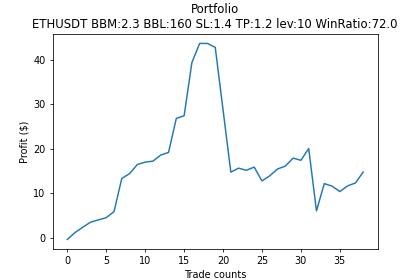 Portfolio
ETHUSDT BBM:2.3 BBL:160 SL:1.4 TP:1.2 lev:10 WinRatio:72.0
40
30
20
10
0
Profit ($)
0 5 10 15 20 25 30 35
Trade counts